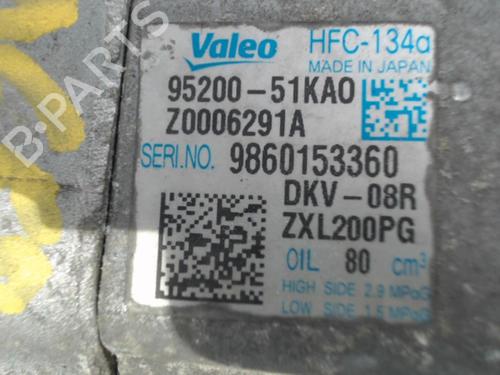 Valeo HFC-134a
MADE IN JAPAN
95200-51KA0
Z0006291A
SERI.NO. 9860153360
DKV-08R
ZXL200PG
OIL 80 cm³
HIGH SIDE 2.9 MPaG
LOW SIDE 1.5 MPaG
B-PARTS